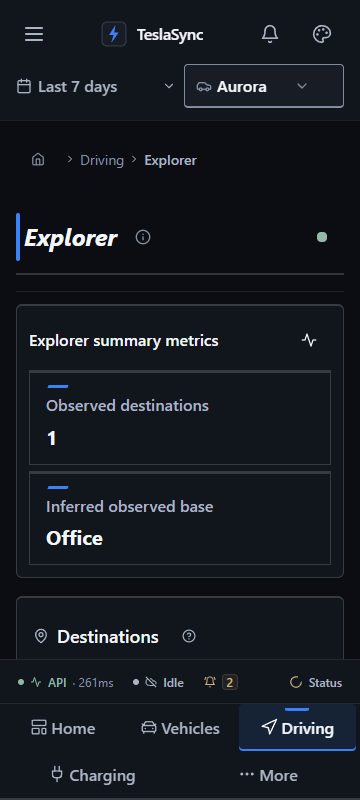 TeslaSync
Last 7 days
Aurora
Driving
Explorer
Explorer
Explorer summary metrics
Observed destinations
1
Inferred observed base
Office
Destinations
API · 261ms
Idle
2
Status
Home
Vehicles
Driving
Charging
More